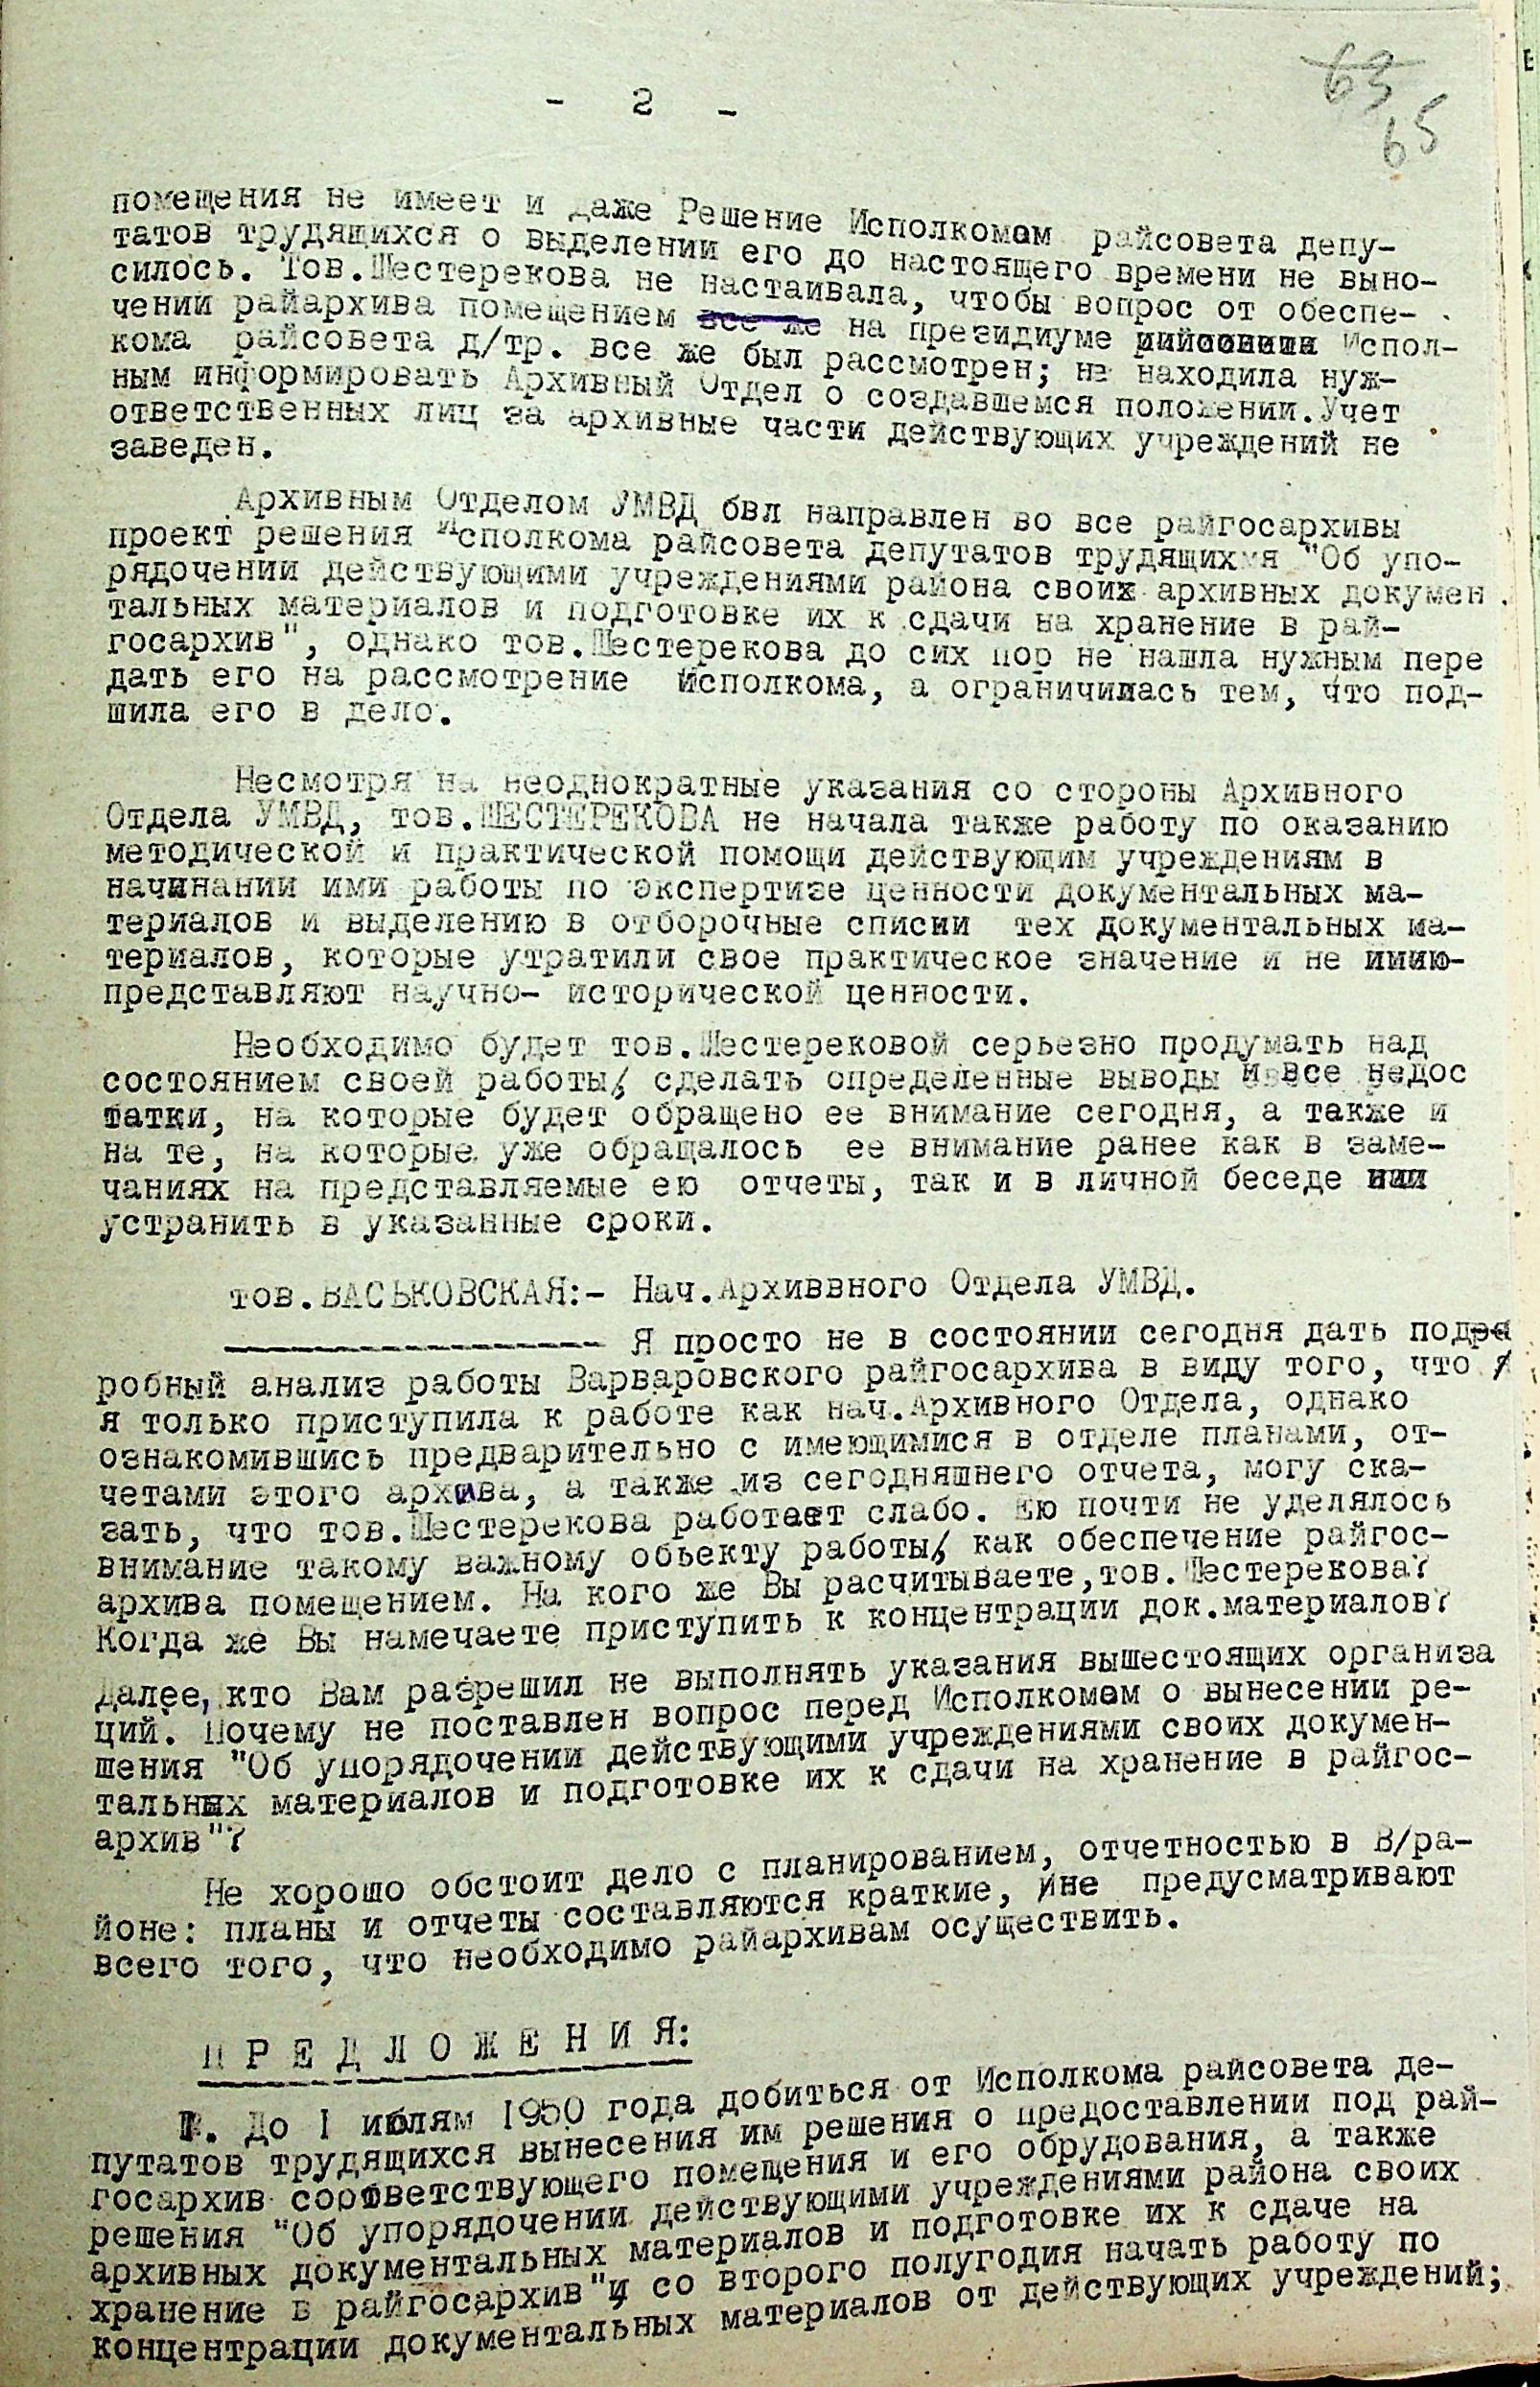 - 2 -
63
65
помещения не имеет и даже Решение Исполкомом райсовета депу-
татов трудящихся о выделении его до настоящего времени не выно-
силось. Тов.Шестерекова не настаивала, чтобы вопрос от обеспе-
чении райархива помещением все же на президиуме Испол-
кома райсовета д/тр. все же был рассмотрен; не находила нуж-
ным информировать Архивный Отдел о создавшемся положении.Учет
ответственных лиц за архивные части действующих учреждений не
заведен.
Архивным Отделом УМВД бвл направлен во все райгосархивы
проект решения Исполкома райсовета депутатов трудящихмя "Об упо-
рядочении действующими учреждениями района своих архивных докумен
тальных материалов и подготовке их к сдачи на хранение в рай-
госархив", однако тов.Шестерекова до сих пор не нашла нужным пере
дать его на рассмотрение Исполкома, а ограничилась тем, что под-
шила его в дело.
Несмотря на неоднократные указания со стороны Архивного
Отдела УМВД, тов.ШЕСТЕРЕКОВА не начала также работу по оказанию
методической и практической помощи действующим учреждениям в
начинании ими работы по экспертизе ценности документальных ма-
териалов и выделению в отборочные списии тех документальных ма-
териалов, которые утратили свое практическое значение и не имию-
представляют научно- исторической ценности.
Необходимо будет тов.Шестерековой серьезно продумать над
состоянием своей работы, сделать определенные выводы и все недос
татки, на которые будет обращено ее внимание сегодня, а также и
на те, на которые уже обращалось ее внимание ранее как в заме-
чаниях на представляемые ею отчеты, так и в личной беседе
устранить в указанные сроки.
тов.ВАСЬКОВСКАЯ:- Нач.Архиввного Отдела УМВД.
----------------- Я просто не в состоянии сегодня дать подро
робный анализ работы Варваровского райгосархива в виду того, что
я только приступила к работе как нач.Архивного Отдела, однако
ознакомившись предварительно с имеющимися в отделе планами, от-
четами этого архива, а также из сегодняшнего отчета, могу ска-
зать, что тов.Шестерекова работает слабо. Ею почти не уделялось
внимание такому важному обьекту работы, как обеспечение райгос-
архива помещением. На кого же Вы расчитываете,тов.Шестерекова?
Когда же Вы намечаете приступить к концентрации док.материалов?
Далее, кто Вам разрешил не выполнять указания вышестоящих организа
ций? Почему не поставлен вопрос перед Исполкомом о вынесении ре-
шения "Об упорядочении действующими учреждениями своих докумен-
тальных материалов и подготовке их к сдачи на хранение в райгос-
архив"?
Не хорошо обстоит дело с планированием, отчетностью в В/ра-
йоне: планы и отчеты составляются краткие, не предусматривают
всего того, что необходимо райархивам осуществить.
П Р Е Д Л О Ж Е Н И Я:
I. До I июлям 1950 года добиться от Исполкома райсовета де-
путатов трудящихся вынесения им решения о предоставлении под рай-
госархив соответствующего помещения и его обрудования, а также
решения "Об упорядочении действующими учреждениями района своих
архивных документальных материалов и подготовке их к сдаче на
хранение в райгосархив"и со второго полугодия начать работу по
концентрации документальных материалов от действующих учреждений;